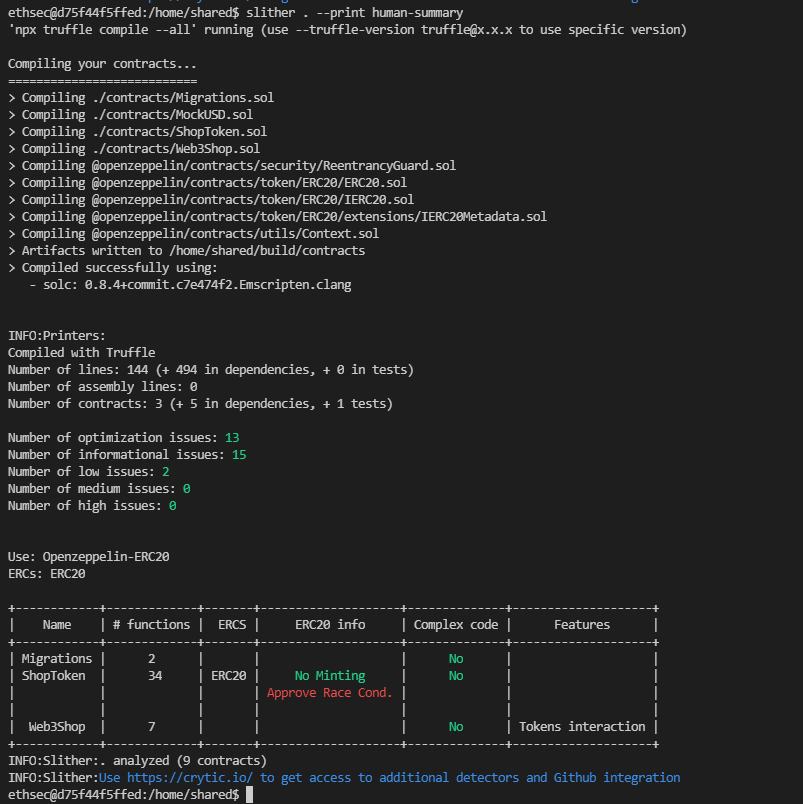 ethsec@d75f44f5ffed:/home/shared$ slither . --print human-summary
'npx truffle compile --all' running (use --truffle-version truffle@x.x.x to use specific version)
Compiling your contracts...
===========================
> Compiling ./contracts/Migrations.sol
> Compiling ./contracts/MockUSD.sol
> Compiling ./contracts/ShopToken.sol
> Compiling ./contracts/Web3Shop.sol
> Compiling @openzeppelin/contracts/security/ReentrancyGuard.sol
> Compiling @openzeppelin/contracts/token/ERC20/ERC20.sol
> Compiling @openzeppelin/contracts/token/ERC20/IERC20.sol
> Compiling @openzeppelin/contracts/token/ERC20/extensions/IERC20Metadata.sol
> Compiling @openzeppelin/contracts/utils/Context.sol
> Artifacts written to /home/shared/build/contracts
> Compiled successfully using:
   - solc: 0.8.4+commit.c7e474f2.Emscripten.clang
INFO:Printers:
Compiled with Truffle
Number of lines: 144 (+ 494 in dependencies, + 0 in tests)
Number of assembly lines: 0
Number of contracts: 3 (+ 5 in dependencies, + 1 tests)
Number of optimization issues: 13
Number of informational issues: 15
Number of low issues: 2
Number of medium issues: 0
Number of high issues: 0
Use: Openzeppelin-ERC20
ERCs: ERC20
+------------+-------------+-------+--------------------+--------------+--------------------+
|    Name    | # functions |  ERCS |     ERC20 info     | Complex code |      Features      |
+------------+-------------+-------+--------------------+--------------+--------------------+
| Migrations |      2      |       |                    |      No      |                    |
| ShopToken  |      34     | ERC20 |     No Minting     |      No      |                    |
|            |             |       | Approve Race Cond. |              |                    |
|            |             |       |                    |              |                    |
|  Web3Shop  |      7      |       |                    |      No      | Tokens interaction |
+------------+-------------+-------+--------------------+--------------+--------------------+
INFO:Slither:. analyzed (9 contracts)
INFO:Slither:Use https://crytic.io/ to get access to additional detectors and Github integration
ethsec@d75f44f5ffed:/home/shared$